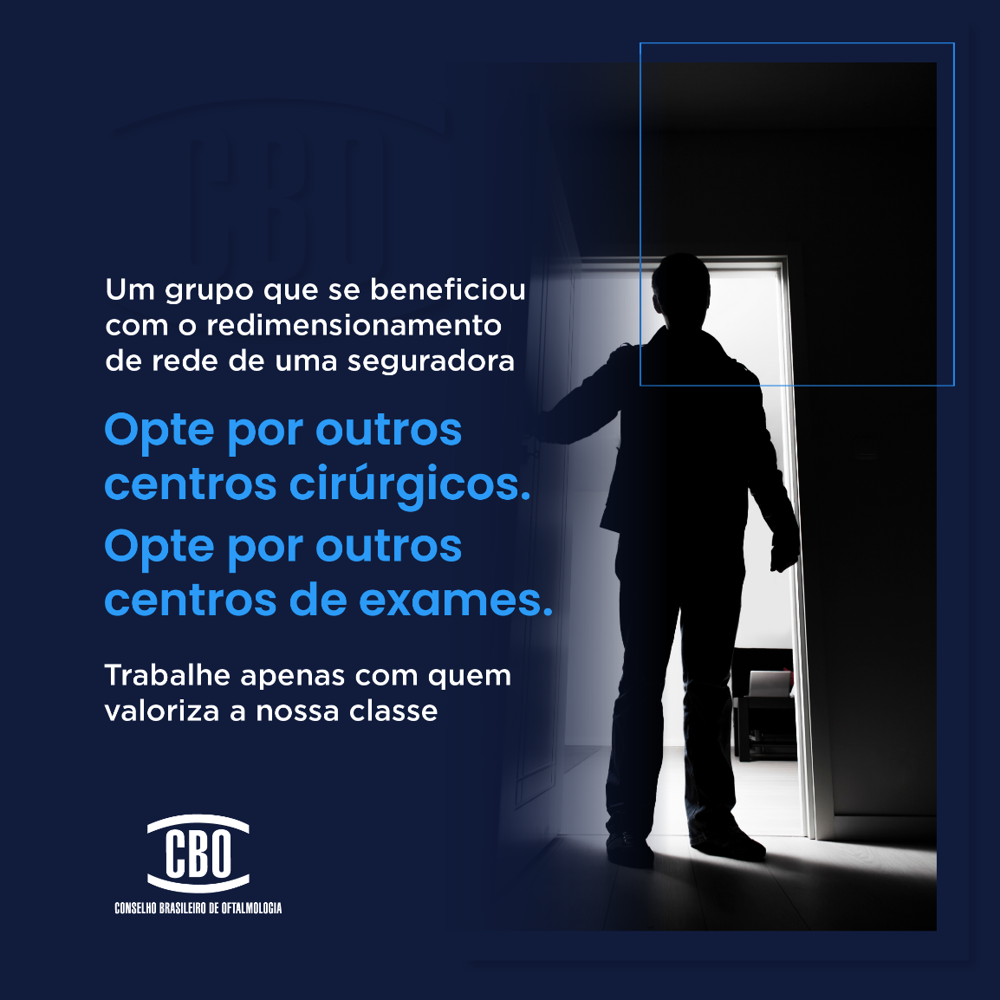 CBO
Um grupo que se beneficiou
com o redimensionamento
de rede de uma seguradora
Opte por outros
centros cirúrgicos.
Opte por outros
centros de exames.
Trabalhe apenas com quem
valoriza a nossa classe
CBO
CONSELHO BRASILEIRO DE OFTALMOLOGIA